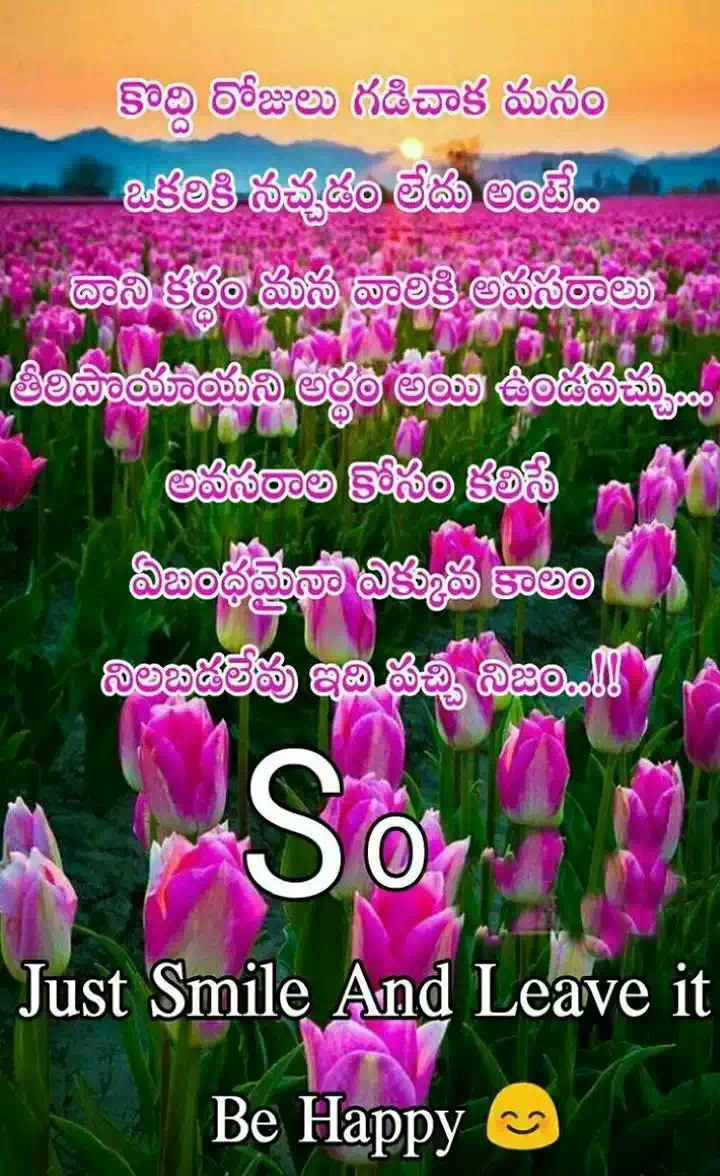 కొద్ది రోజులు గడిచాక మనం
ఒకరికి నచ్చడం లేదు అంటే..
దాని కర్థం మన వారికి అవసరాలు
తీరిపొయాయని అర్థం అయి ఉండవచ్చు...
అవసరాల కోసం కలిసే
ఏబంధమైనా ఎక్కువ కాలం
నిలబడలేవు ఇది పచ్చి నిజం..!!
So
Just Smile And Leave it
Be Happy 😊